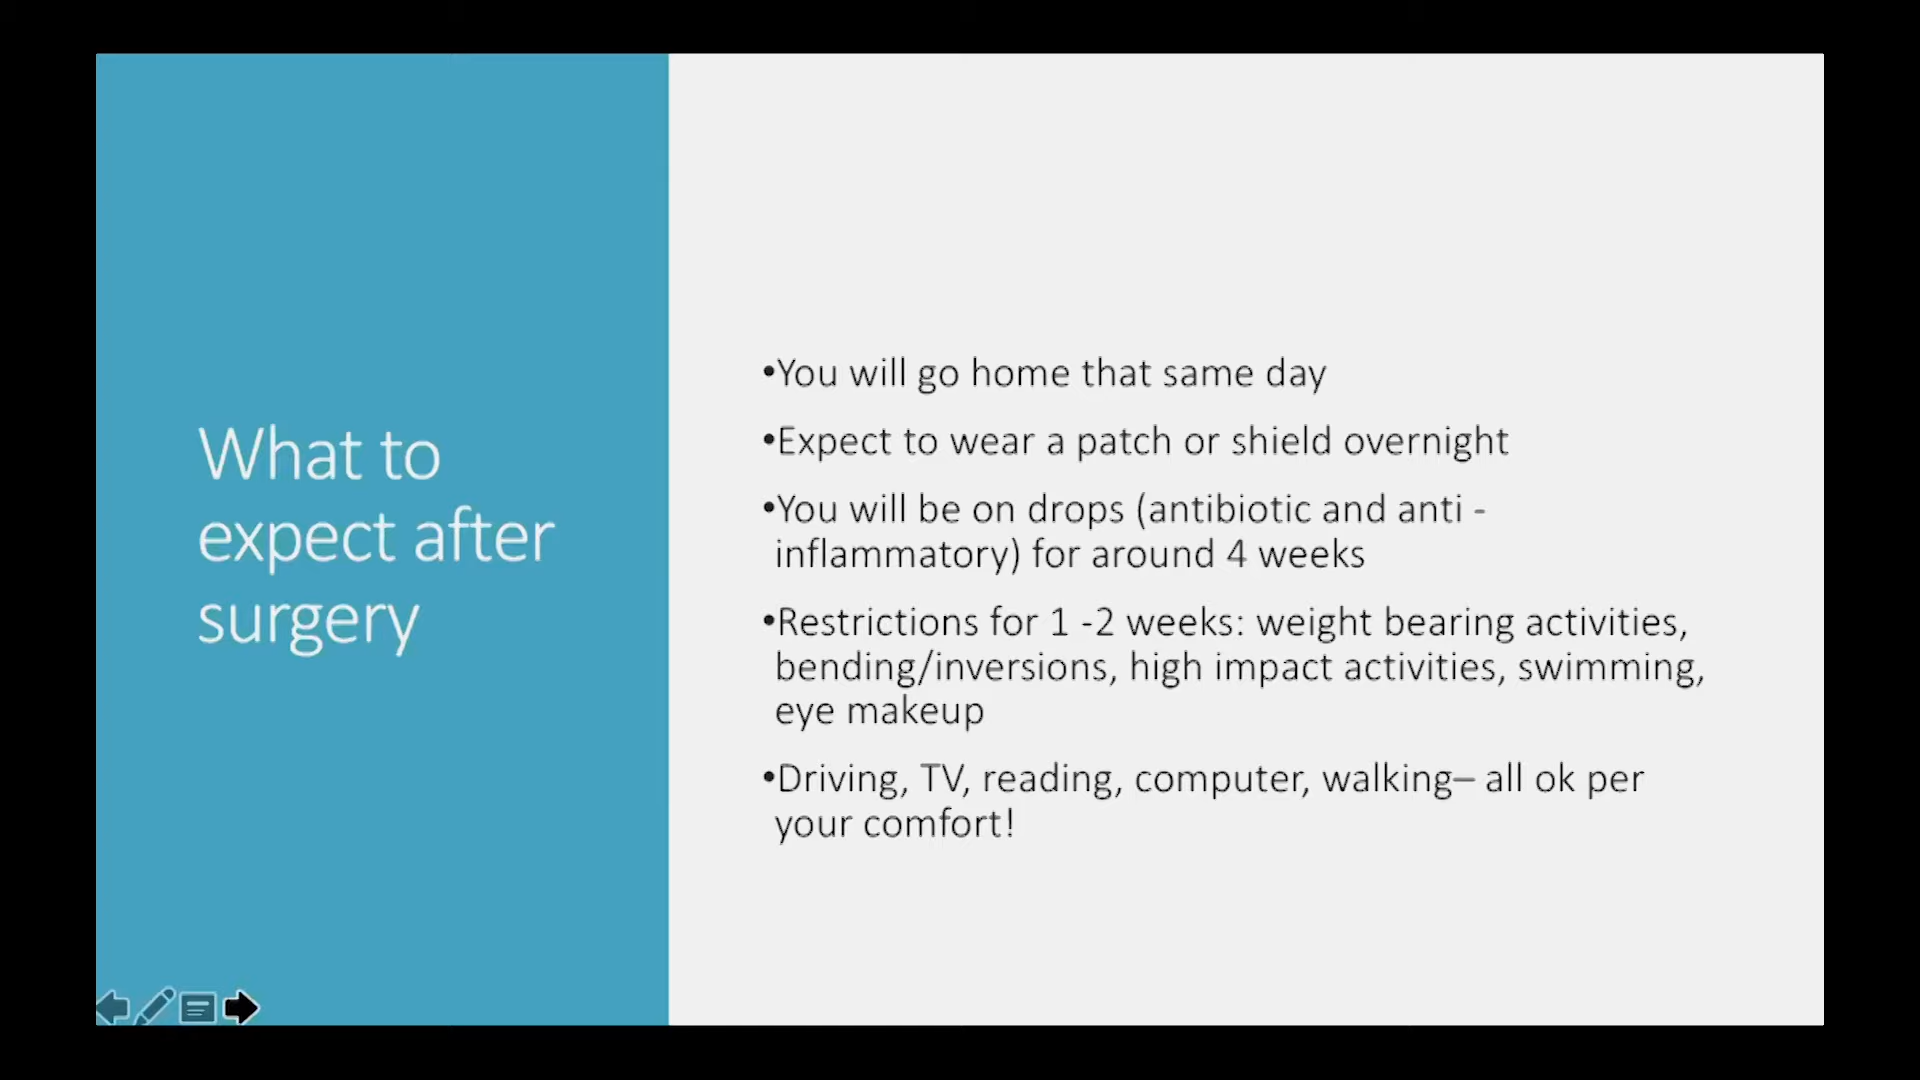 What to
expect after
surgery
•You will go home that same day
•Expect to wear a patch or shield overnight
•You will be on drops (antibiotic and anti -
inflammatory) for around 4 weeks
•Restrictions for 1 -2 weeks: weight bearing activities,
bending/inversions, high impact activities, swimming,
eye makeup
•Driving, TV, reading, computer, walking– all ok per
your comfort!